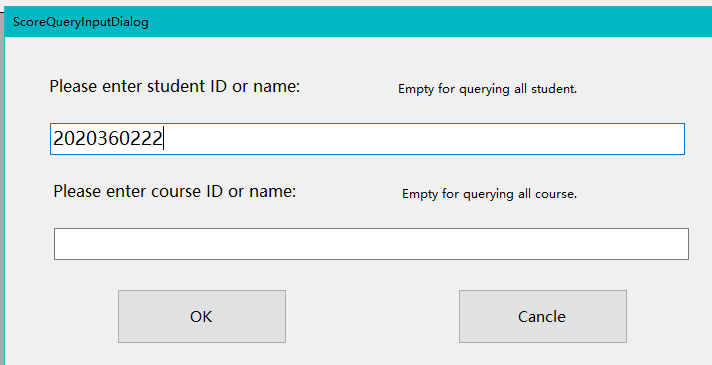 ScoreQueryInputDialog
Please enter student ID or name:
Empty for querying all student.
2020360222
Please enter course ID or name:
Empty for querying all course.
OK
Cancle